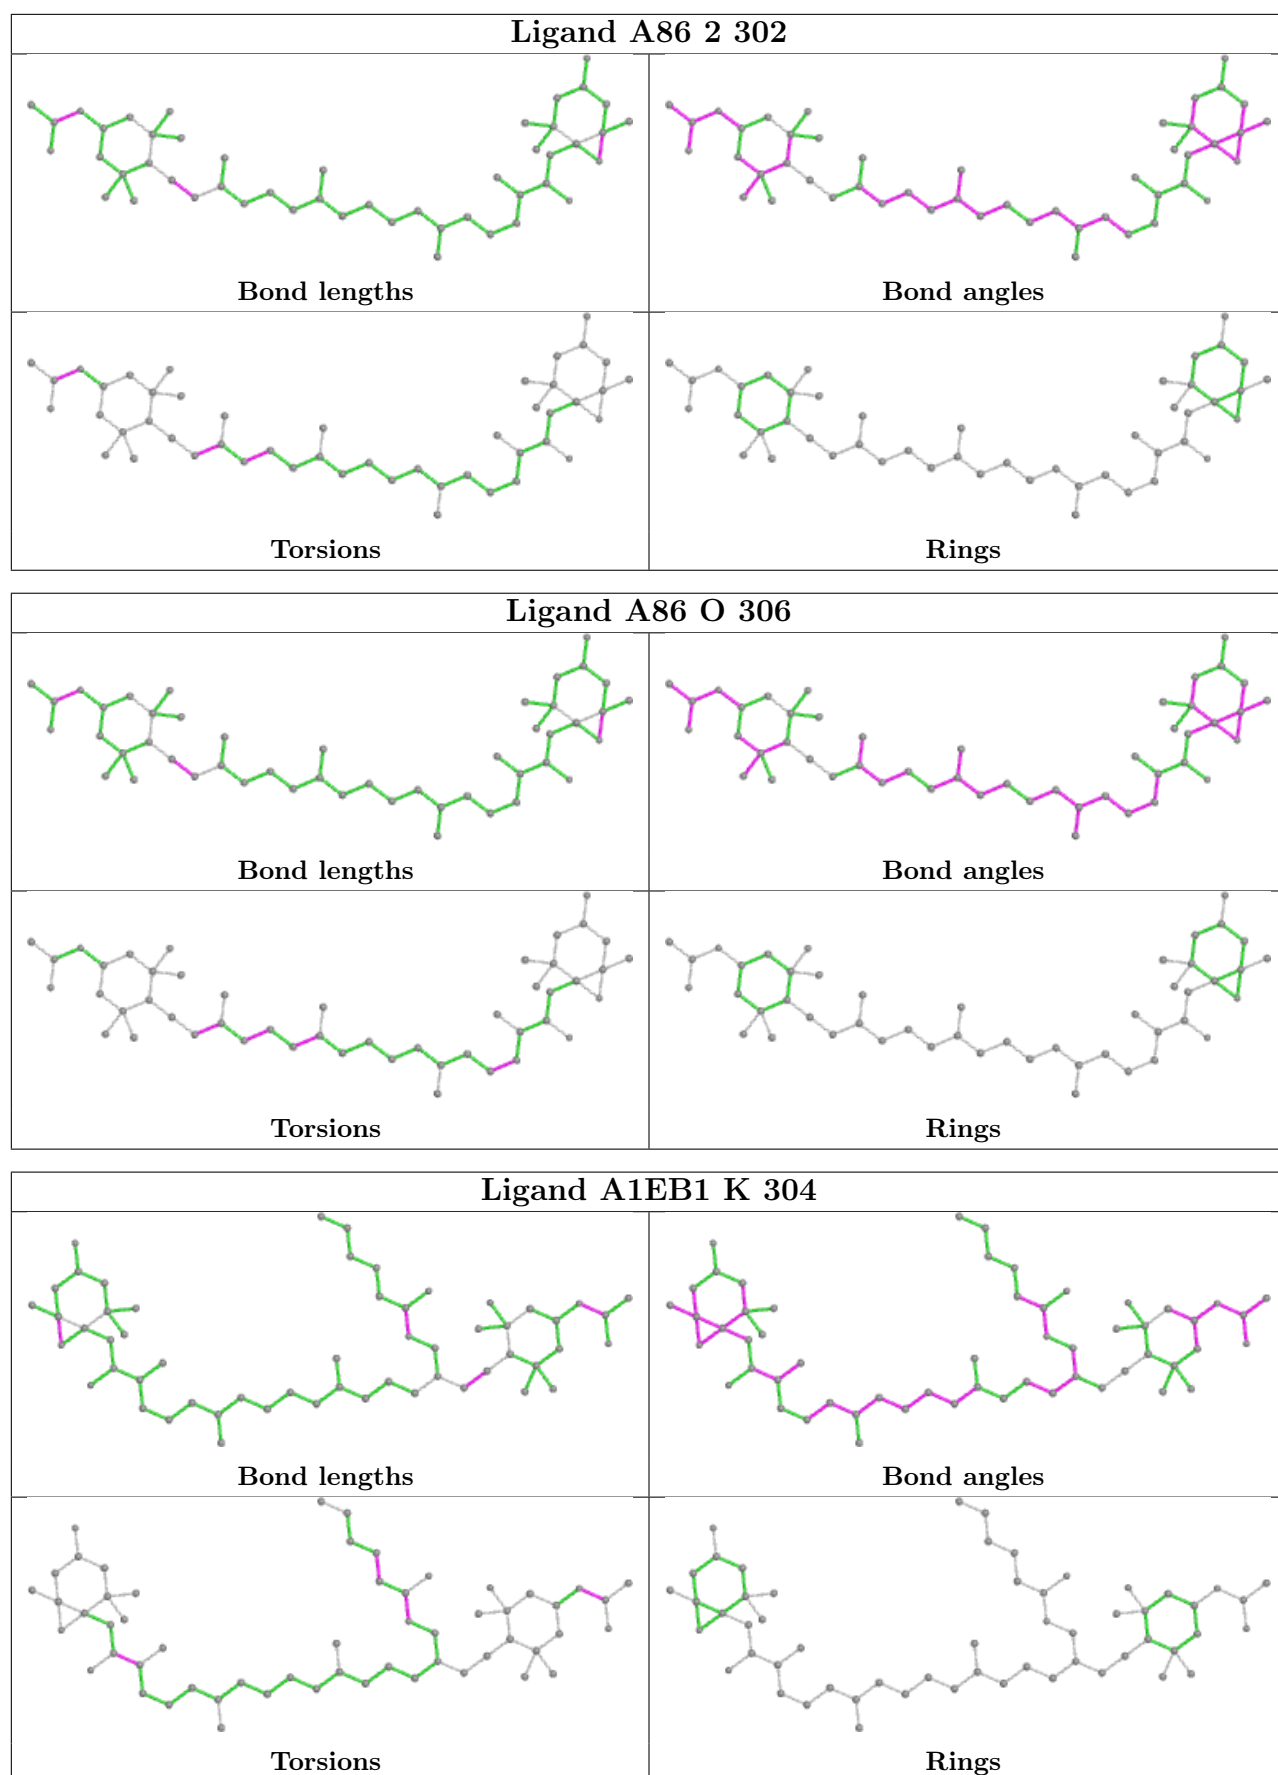 Ligand A86 2 302
Bond lengths
Bond angles
Torsions
Rings
Ligand A86 O 306
Bond lengths
Bond angles
Torsions
Rings
Ligand A1EB1 K 304
Bond lengths
Bond angles
Torsions
Rings